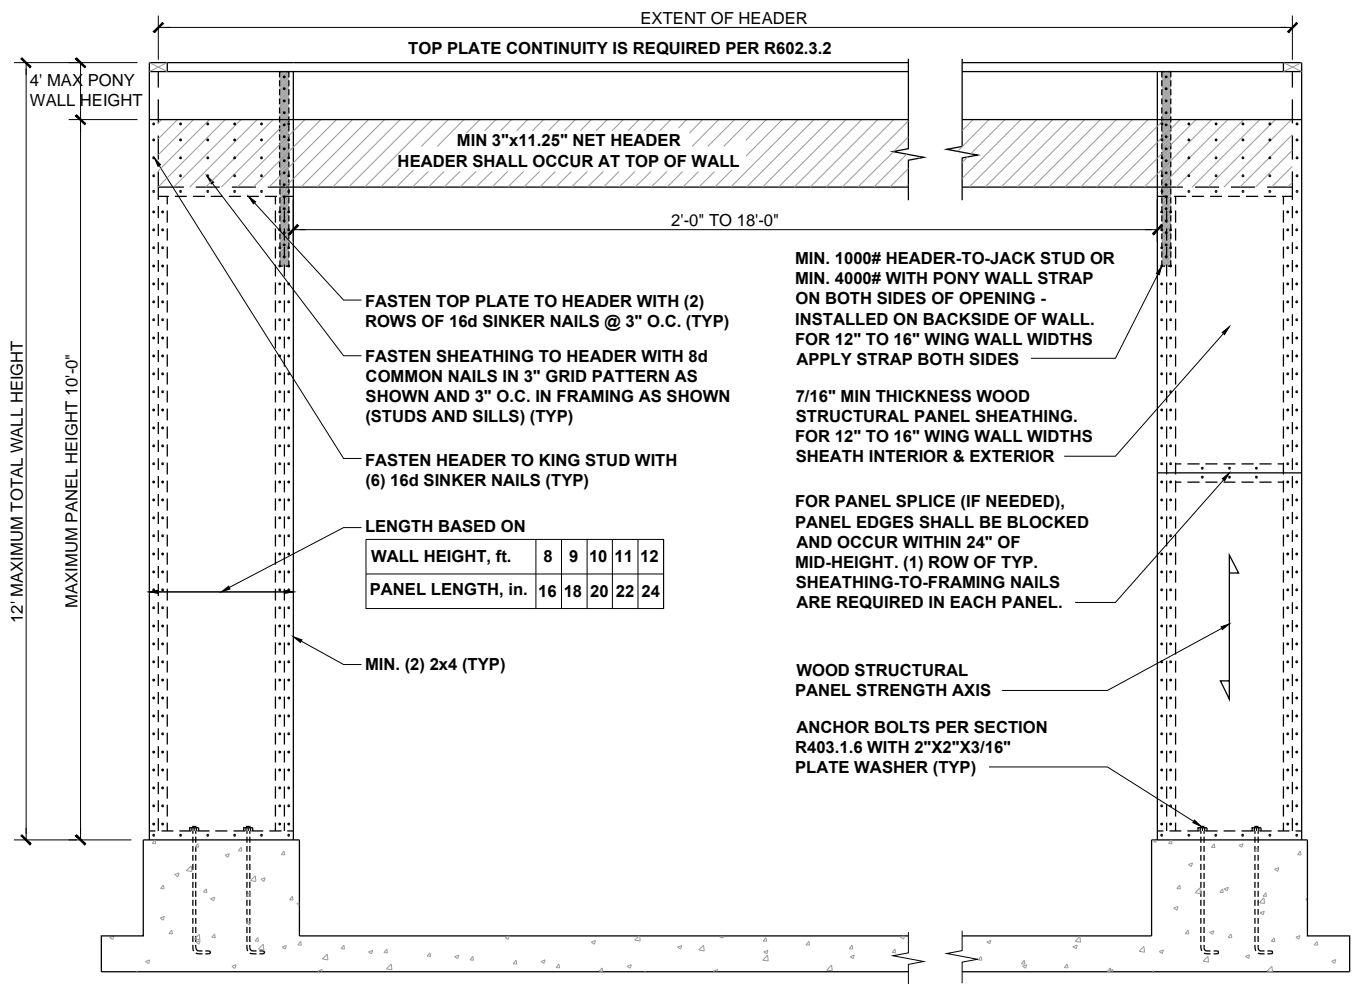 EXTENT OF HEADER
TOP PLATE CONTINUITY IS REQUIRED PER R602.3.2
4' MAX PONY
WALL HEIGHT
MIN 3"x11.25" NET HEADER
HEADER SHALL OCCUR AT TOP OF WALL
2'-0" TO 18'-0"
12' MAXIMUM TOTAL WALL HEIGHT
MAXIMUM PANEL HEIGHT 10'-0"
FASTEN TOP PLATE TO HEADER WITH (2)
ROWS OF 16d SINKER NAILS @ 3" O.C. (TYP)
FASTEN SHEATHING TO HEADER WITH 8d
COMMON NAILS IN 3" GRID PATTERN AS
SHOWN AND 3" O.C. IN FRAMING AS SHOWN
(STUDS AND SILLS) (TYP)
FASTEN HEADER TO KING STUD WITH
(6) 16d SINKER NAILS (TYP)
LENGTH BASED ON
WALL HEIGHT, ft. 8 9 10 11 12
PANEL LENGTH, in. 16 18 20 22 24
MIN. (2) 2x4 (TYP)
MIN. 1000# HEADER-TO-JACK STUD OR
MIN. 4000# WITH PONY WALL STRAP
ON BOTH SIDES OF OPENING -
INSTALLED ON BACKSIDE OF WALL.
FOR 12" TO 16" WING WALL WIDTHS
APPLY STRAP BOTH SIDES
7/16" MIN THICKNESS WOOD
STRUCTURAL PANEL SHEATHING.
FOR 12" TO 16" WING WALL WIDTHS
SHEATH INTERIOR & EXTERIOR
FOR PANEL SPLICE (IF NEEDED),
PANEL EDGES SHALL BE BLOCKED
AND OCCUR WITHIN 24" OF
MID-HEIGHT. (1) ROW OF TYP.
SHEATHING-TO-FRAMING NAILS
ARE REQUIRED IN EACH PANEL.
WOOD STRUCTURAL
PANEL STRENGTH AXIS
ANCHOR BOLTS PER SECTION
R403.1.6 WITH 2"X2"X3/16"
PLATE WASHER (TYP)